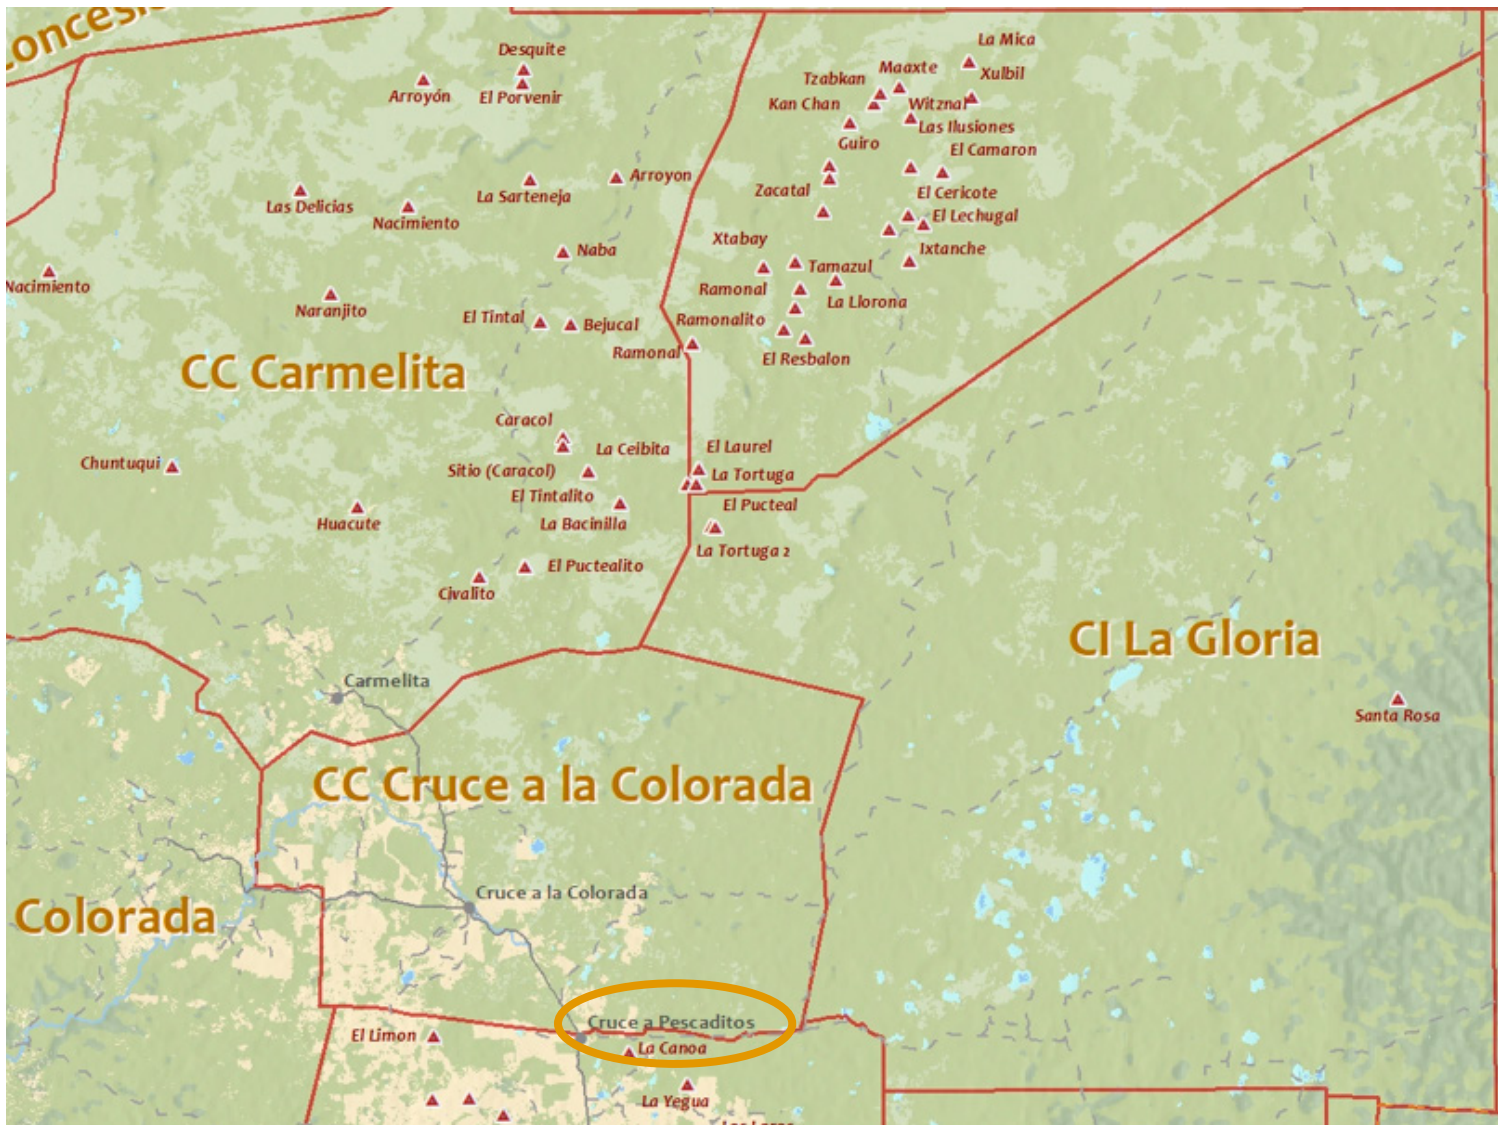 Desquite
Arroyón
El Porvenir
La Mica
Maaxte
Xulbil
Tzabkan
Kan Chan
Witznal
Las Ilusiones
Guiro
El Camaron
La Sarteneja
Arroyon
Zacatal
El Cericote
Las Delicias
Nacimiento
El Lechugal
Naba
Xtabay
Ixtanche
Nacimiento
Tamazul
Ramonal
La Llorona
Naranjito
El Tintal
Bejucal
Ramonalito
Ramonal
El Resbalon
CC Carmelita
Caracol
La Ceibita
El Laurel
Chuntuqui
Sitio (Caracol)
La Tortuga
El Tintalito
El Pucteal
Huacute
La Bacinilla
La Tortuga 2
El Puctealito
Civalito
CI La Gloria
Carmelita
Santa Rosa
CC Cruce a la Colorada
Cruce a la Colorada
Colorada
Cruce a Pescaditos
El Limon
La Canoa
La Yegua